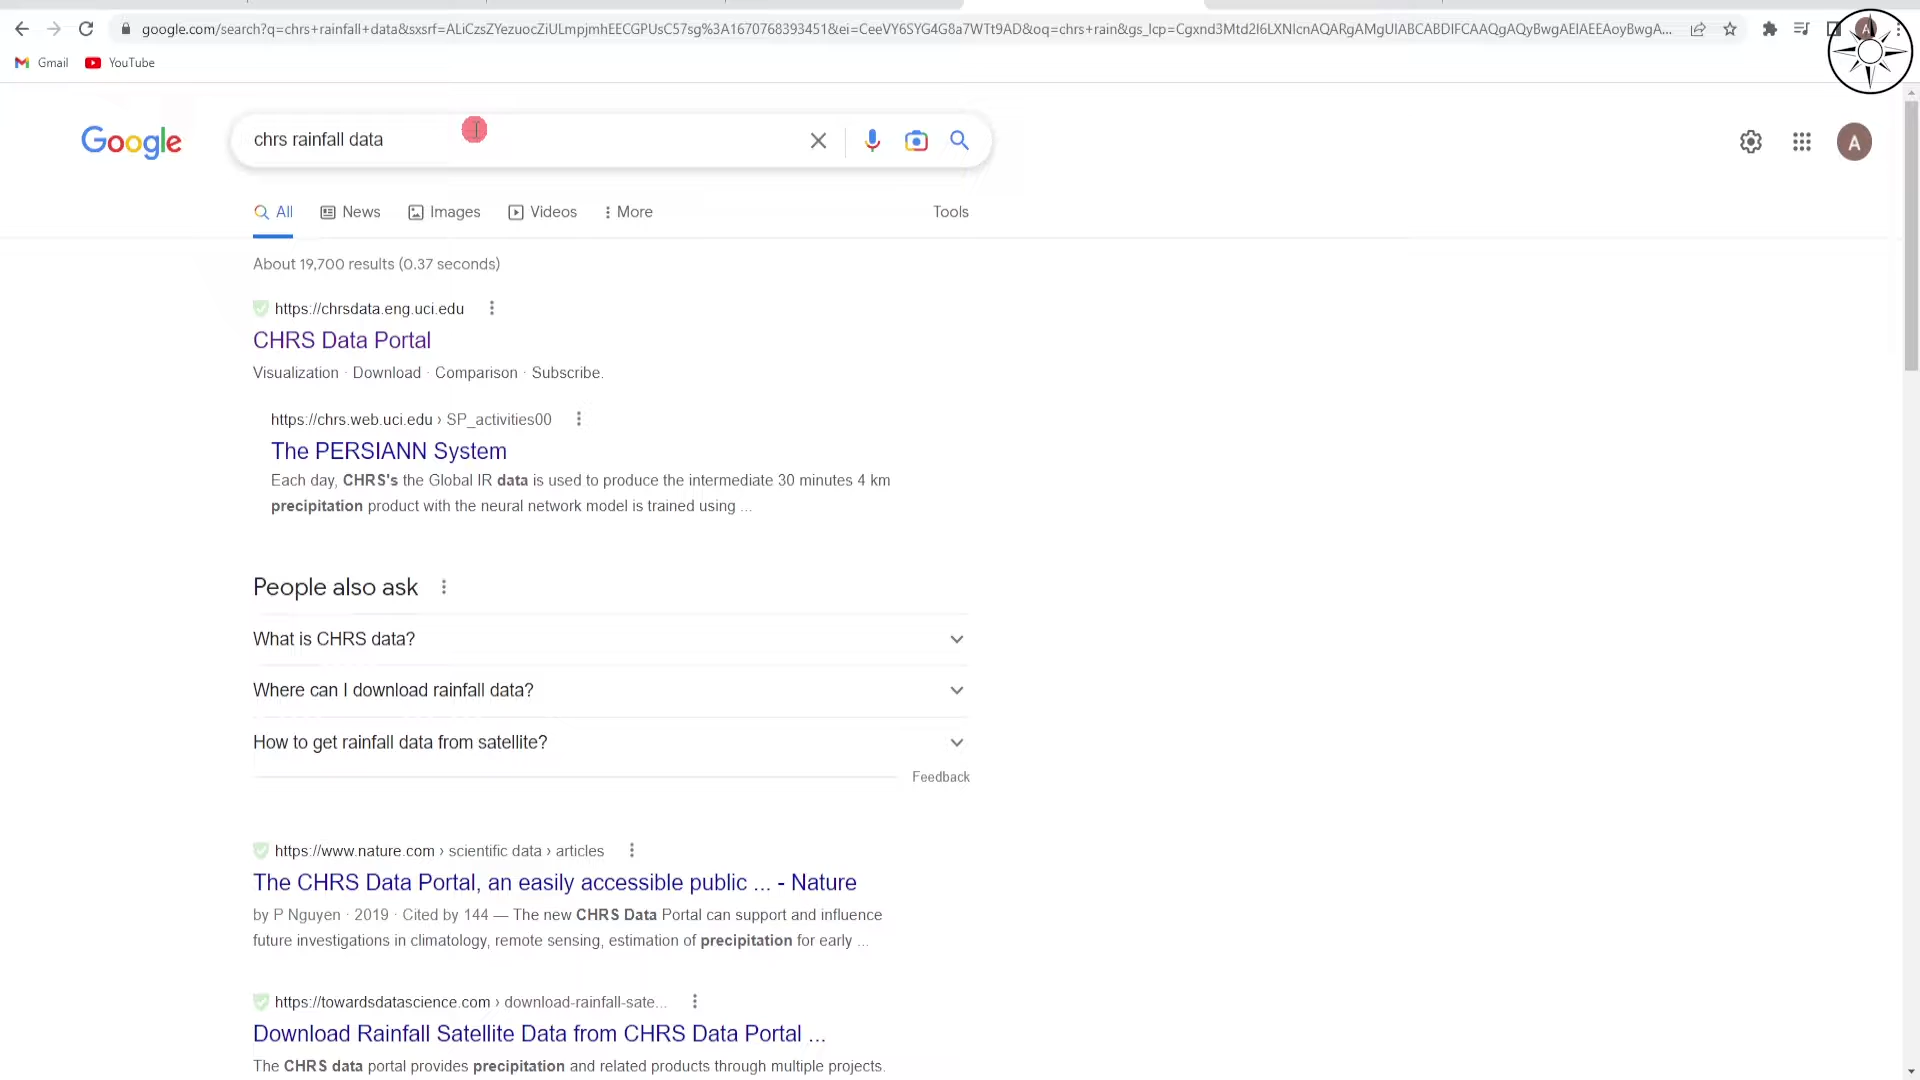 google.com/search?q=chrs+rainfall+data&sxsrf=ALiCzsZYezuocZiULmpjmhEECGPUsC57sg%3A1670768393451&ei=CeeVY6SYG4G8a7WTt9AD&oq=chrs+rain&gs_lcp=Cgxnd3Mtd2l6LXNlcnAQARgAMgUIABCABDIFCAAQgAQyBwgAEIAEEAoyBwgA...
Gmail YouTube
Google
chrs rainfall data
A
All News Images Videos More Tools
About 19,700 results (0.37 seconds)
https://chrsdata.eng.uci.edu
CHRS Data Portal
Visualization · Download · Comparison · Subscribe.
https://chrs.web.uci.edu › SP_activities00
The PERSIANN System
Each day, CHRS's the Global IR data is used to produce the intermediate 30 minutes 4 km
precipitation product with the neural network model is trained using ...
People also ask
What is CHRS data?
Where can I download rainfall data?
How to get rainfall data from satellite?
Feedback
https://www.nature.com › scientific data › articles
The CHRS Data Portal, an easily accessible public ... - Nature
by P Nguyen · 2019 · Cited by 144 — The new CHRS Data Portal can support and influence
future investigations in climatology, remote sensing, estimation of precipitation for early ...
https://towardsdatascience.com › download-rainfall-sate...
Download Rainfall Satellite Data from CHRS Data Portal ...
The CHRS data portal provides precipitation and related products through multiple projects.